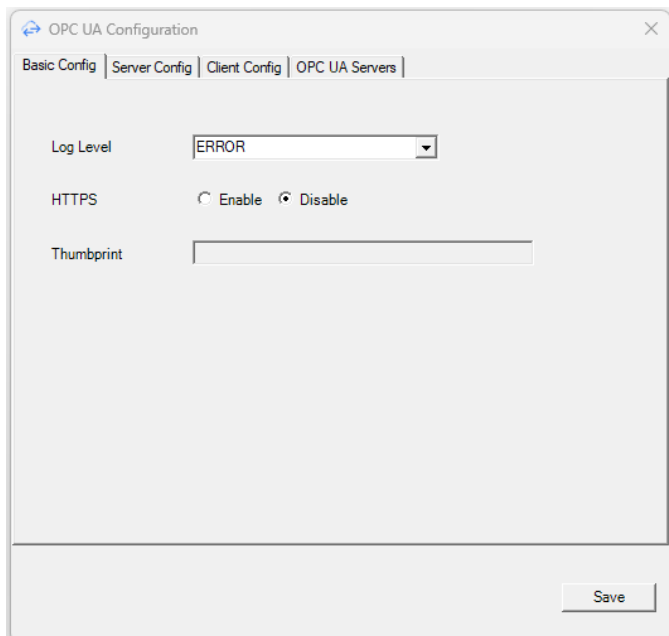 OPC UA Configuration
Basic Config Server Config Client Config OPC UA Servers
Log Level ERROR
HTTPS Enable Disable
Thumbprint
Save